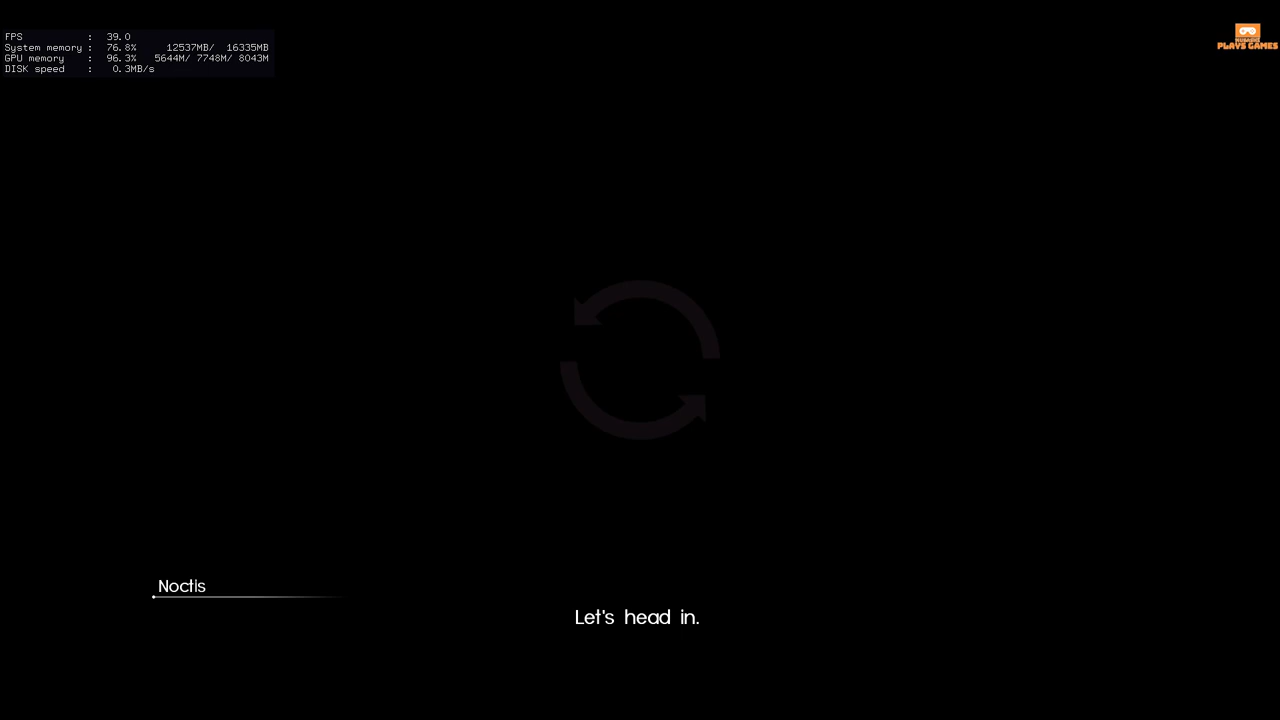 FPS : 39.0
System memory : 76.8% 12537MB/ 16335MB
GPU memory : 96.3% 5644M/ 7748M/ 8043M
DISK speed : 0.3MB/s
PLAYS GAMES
Noctis
Let's head in.